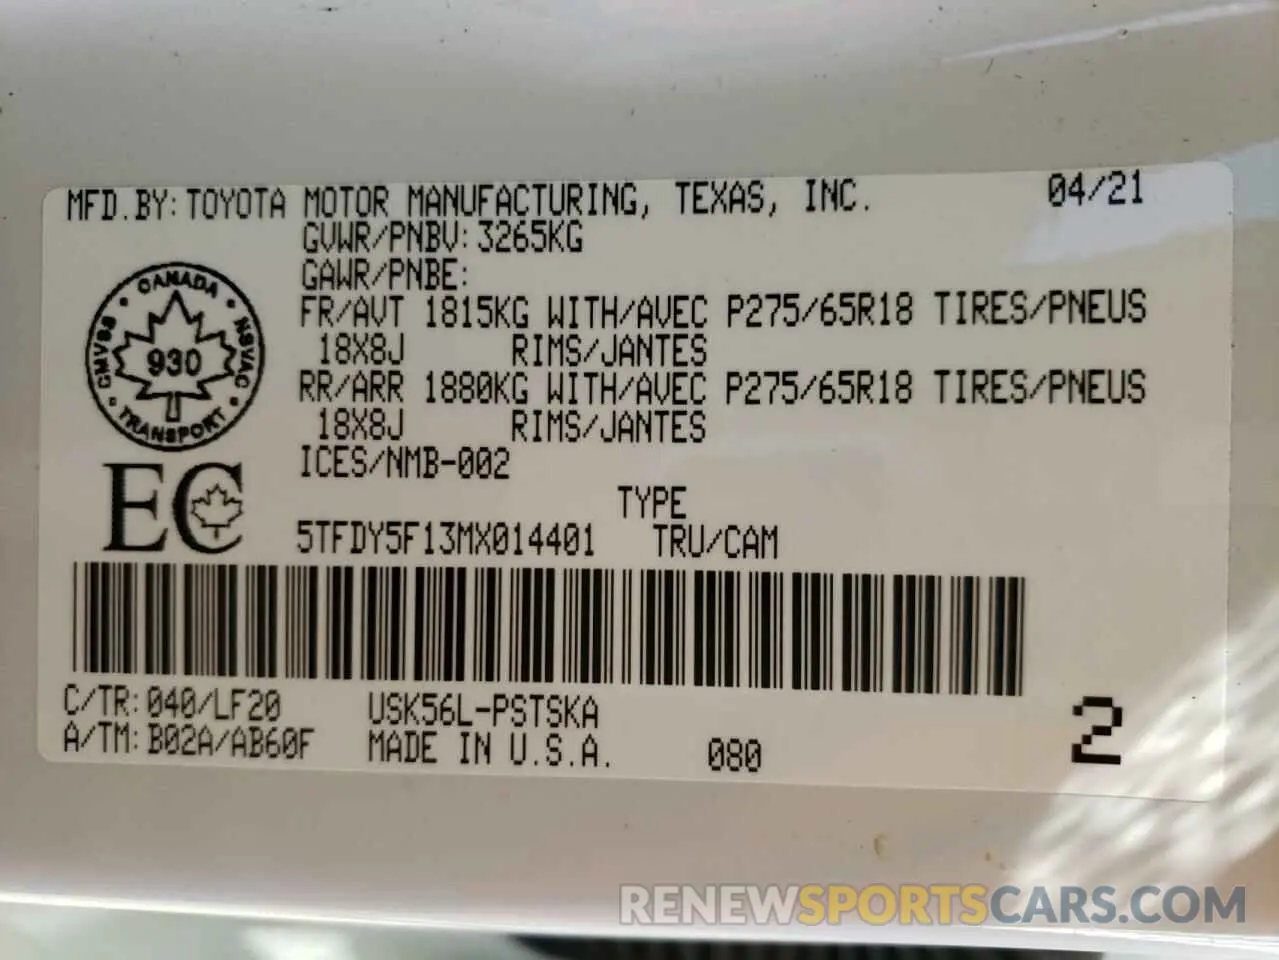 MFD.BY: TOYOTA MOTOR MANUFACTURING, TEXAS, INC. 04/21
GVWR/PNBV: 3265KG
GAWR/PNBE:
FR/AVT 1815KG WITH/AVEC P275/65R18 TIRES/PNEUS
18X8J RIMS/JANTES
RR/ARR 1880KG WITH/AVEC P275/65R18 TIRES/PNEUS
18X8J RIMS/JANTES
ICES/NMB-002
CANADA
CMVSS 930 NSVAC
TRANSPORT
EC
TYPE
5TFDY5F13MX014401 TRU/CAM
C/TR: 040/LF20 USK56L-PSTSKA
A/TM: B02A/AB60F MADE IN U.S.A. 080
2
RENEWSPORTSCARS.COM